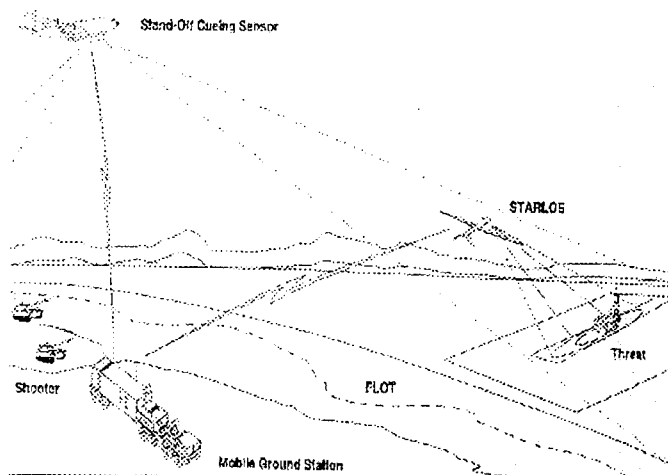 Stand-Off Cueing Sensor
STARLOS
Threat
Shooter
FLOT
Mobile Ground Station